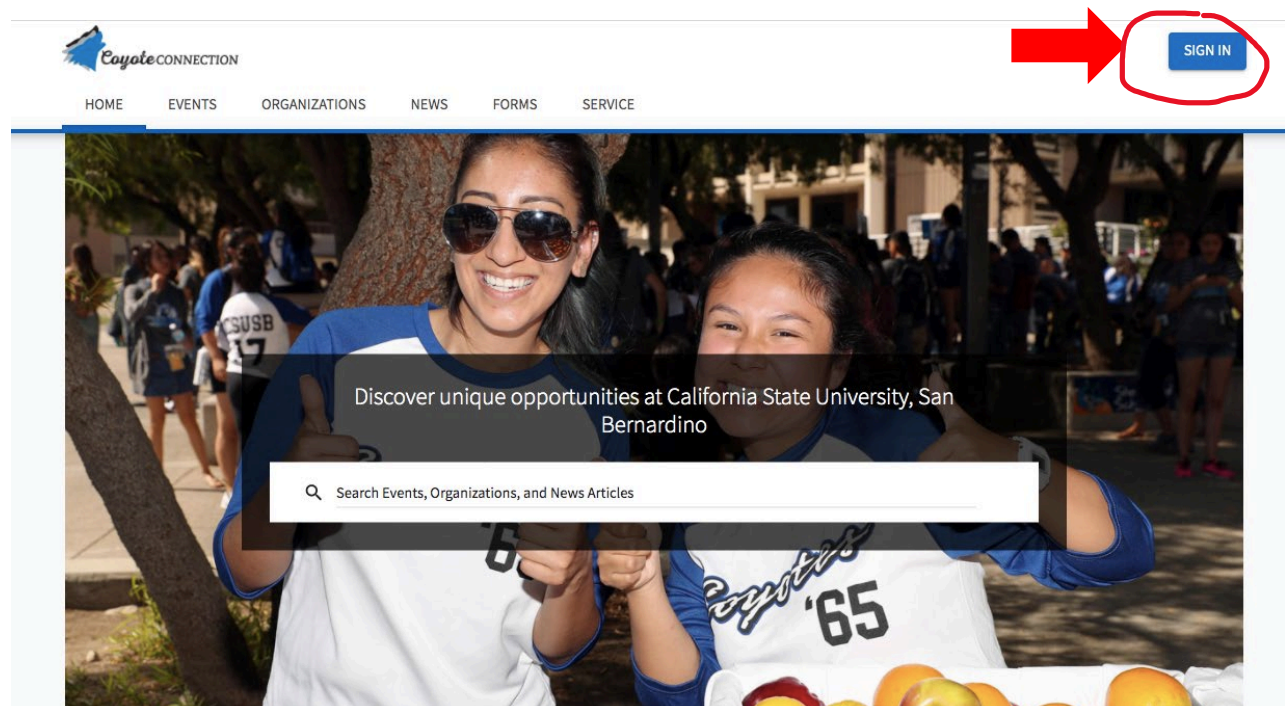 Coyote CONNECTION
SIGN IN
HOME EVENTS ORGANIZATIONS NEWS FORMS SERVICE
CSUSB
17
Discover unique opportunities at California State University, San
Bernardino
Search Events, Organizations, and News Articles
Coyotes
'65